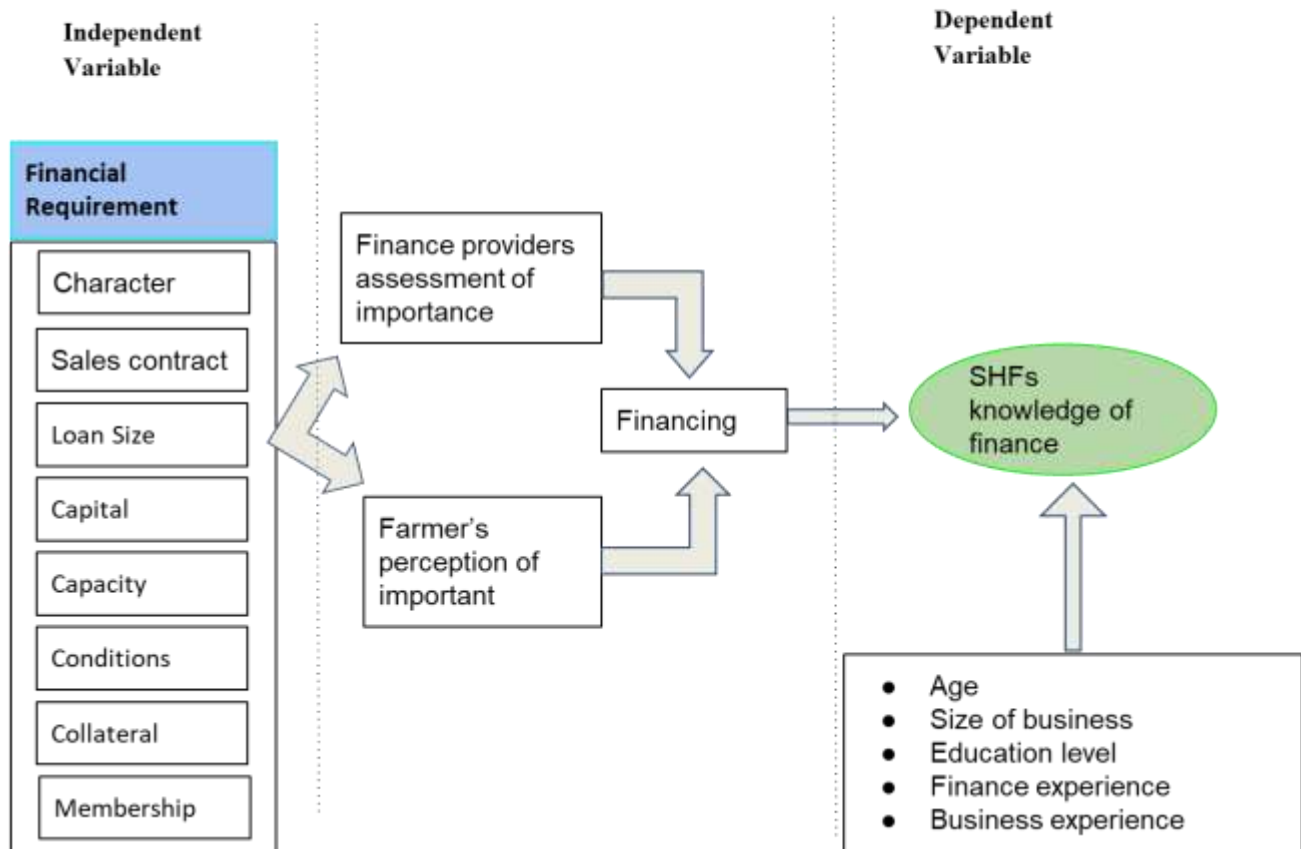 Independent
Variable
Dependent
Variable
Financial
Requirement
Character
Sales contract
Loan Size
Capital
Capacity
Conditions
Collateral
Membership
Finance providers
assessment of
importance
Farmer's
perception of
important
Financing
SHFs
knowledge of
finance
● Age
● Size of business
● Education level
● Finance experience
● Business experience